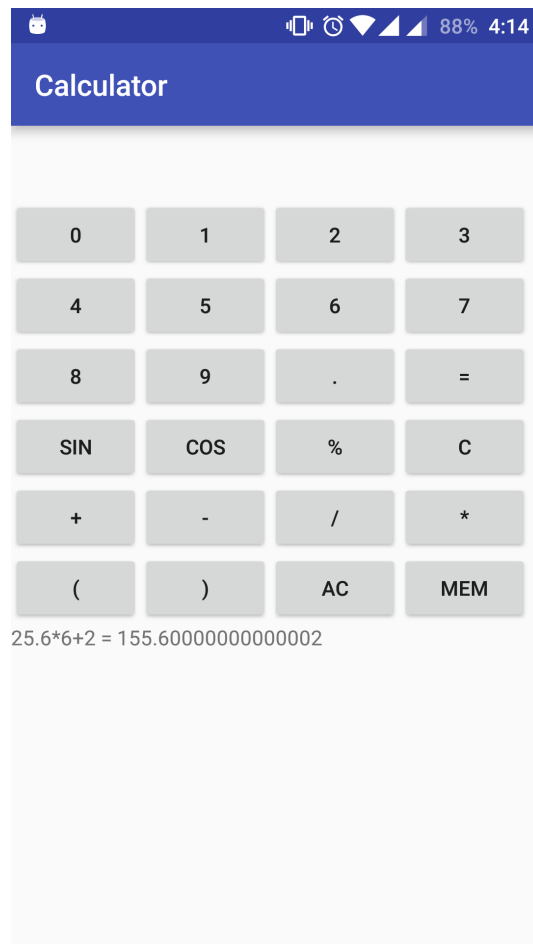 88% 4:14
Calculator
0 1 2 3
4 5 6 7
8 9 . =
SIN COS % C
+ - / *
( ) AC MEM
25.6*6+2 = 155.60000000000002